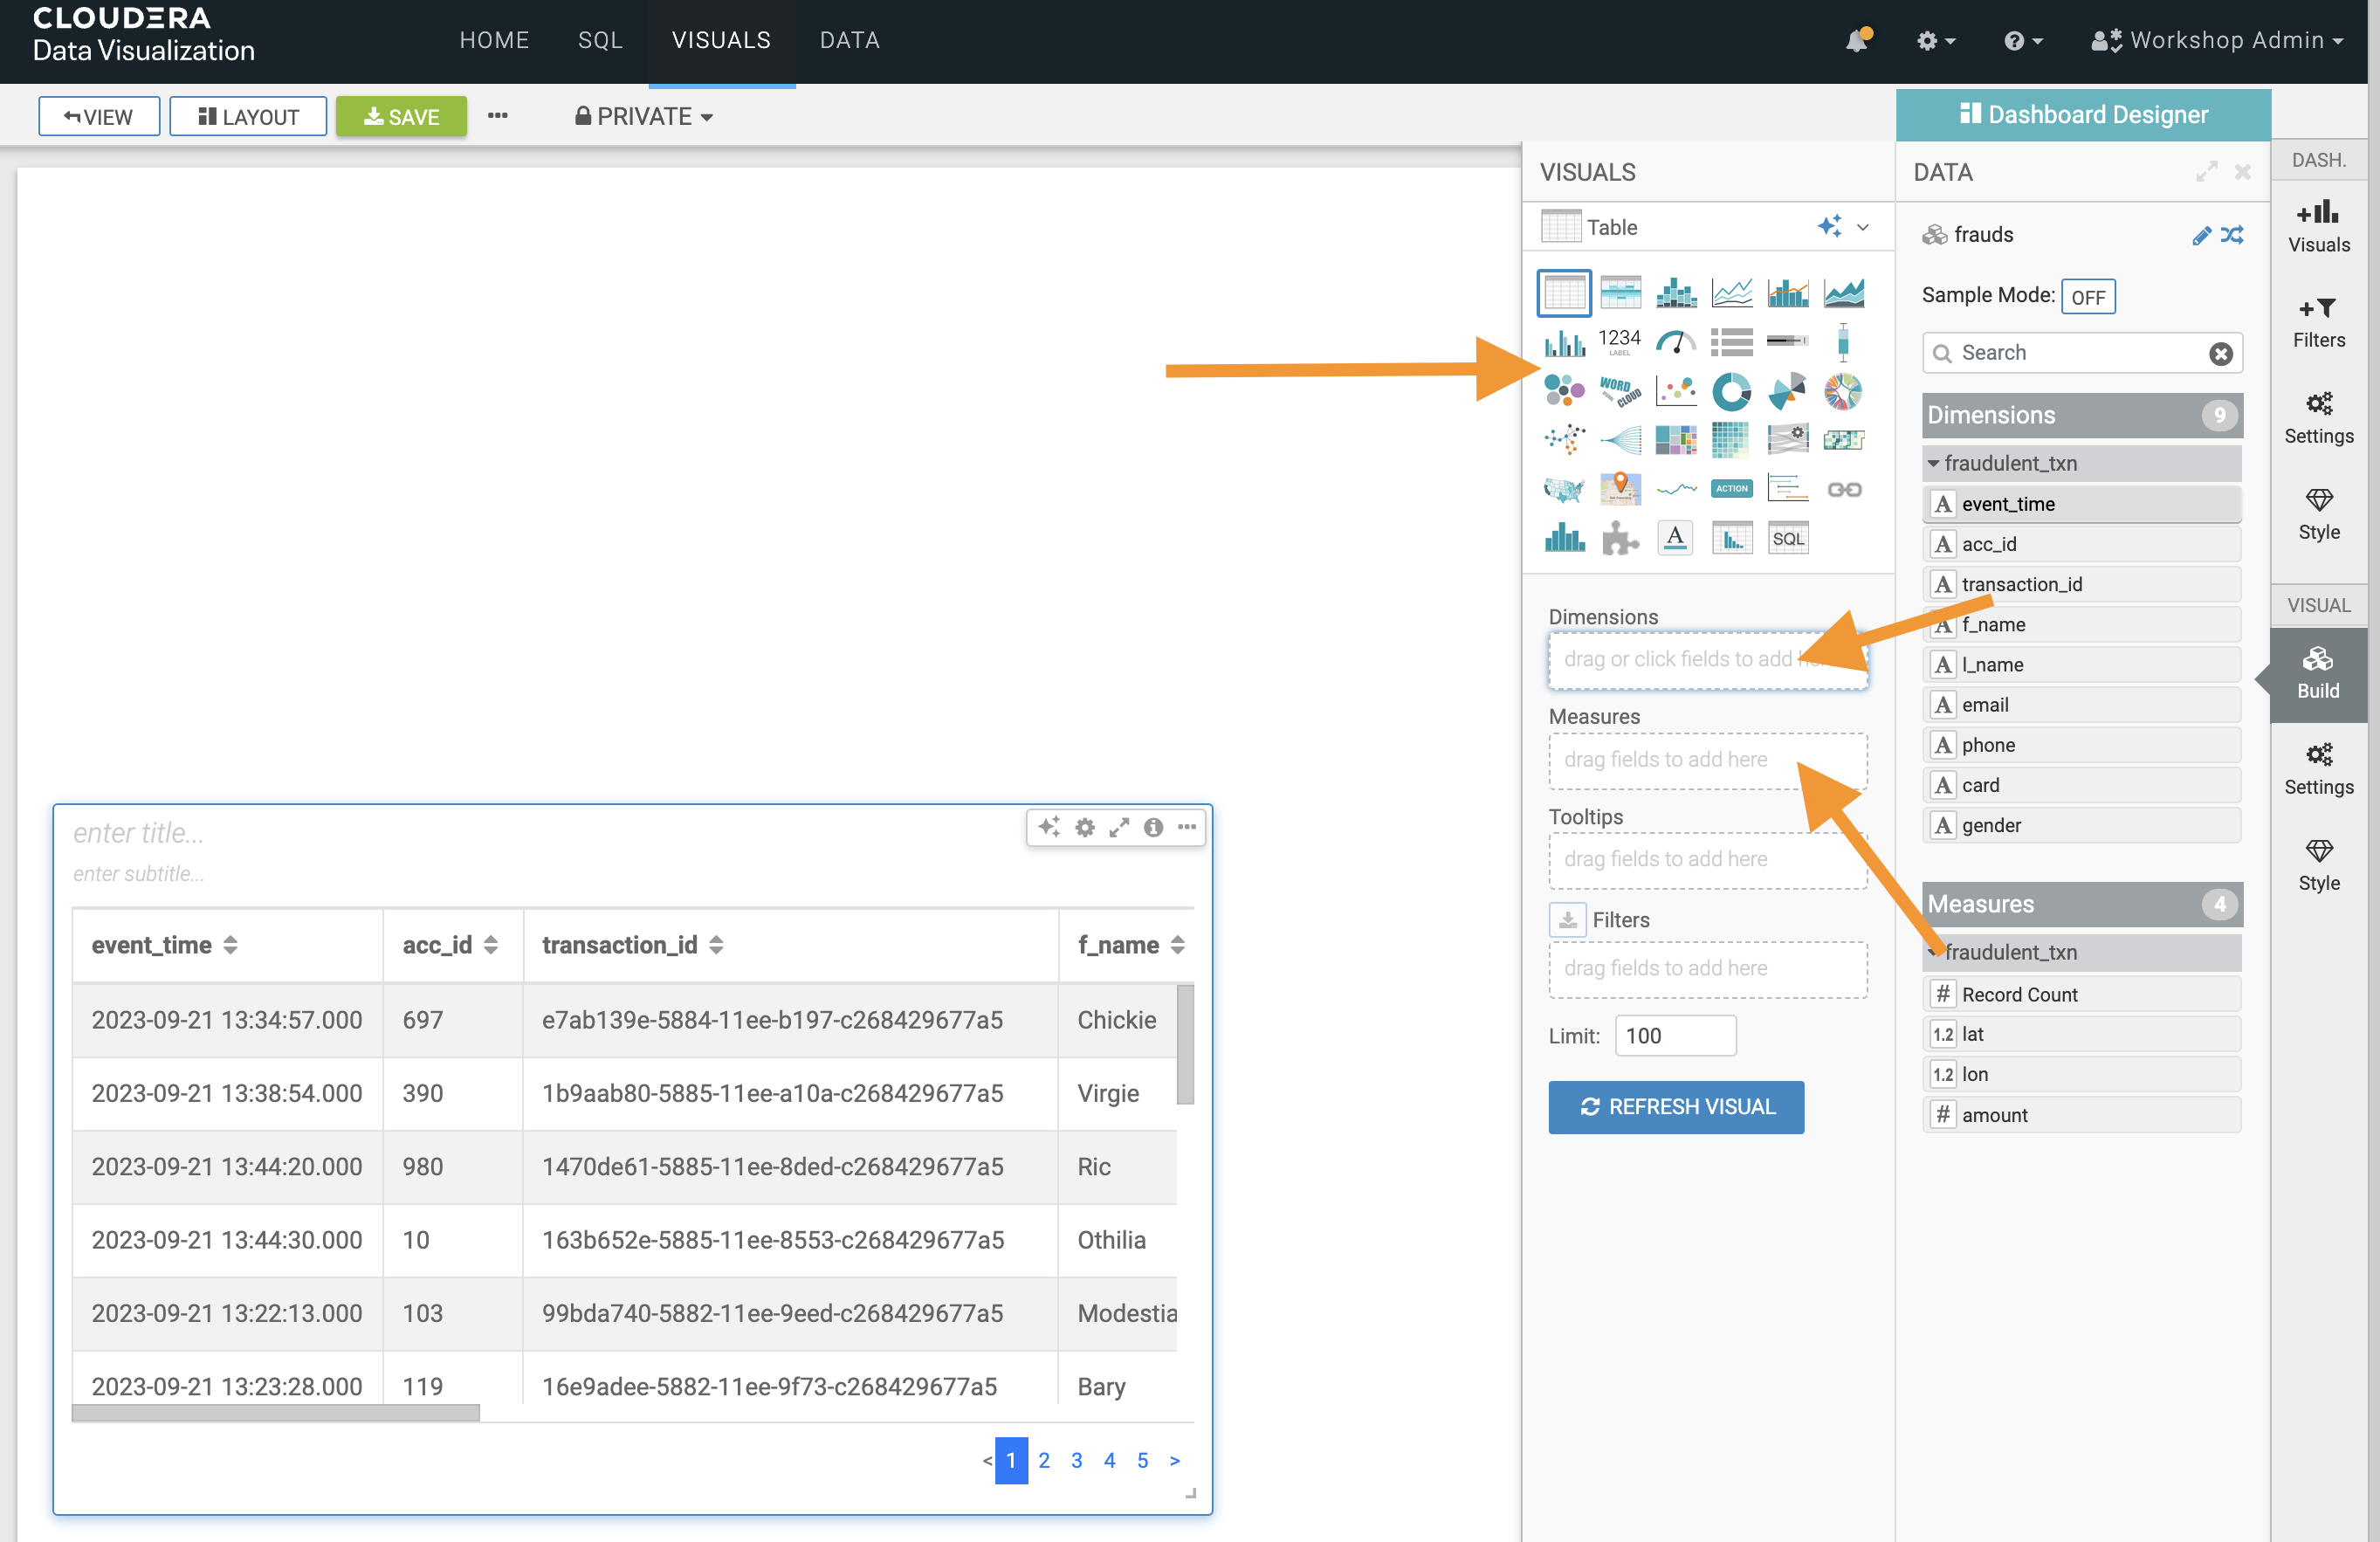 CLOUDERA
Data Visualization
HOME SQL VISUALS DATA
Workshop Admin
VIEW LAYOUT SAVE PRIVATE
Dashboard Designer
VISUALS
Table
1234
LABEL
WORD
CLOUD
ACTION
A
SQL
Dimensions
drag or click fields to add
Measures
drag fields to add here
Tooltips
drag fields to add here
Filters
drag fields to add here
Limit: 100
REFRESH VISUAL
DATA
frauds
Sample Mode: OFF
Search
Dimensions 9
fraudulent_txn
A event_time
A acc_id
A transaction_id
A f_name
A l_name
A email
A phone
A card
A gender
Measures 4
fraudulent_txn
# Record Count
1.2 lat
1.2 lon
# amount
DASH.
Visuals
Filters
Settings
Style
VISUAL
Build
Settings
Style
enter title...
enter subtitle...
event_time acc_id transaction_id f_name
2023-09-21 13:34:57.000 697 e7ab139e-5884-11ee-b197-c268429677a5 Chickie
2023-09-21 13:38:54.000 390 1b9aab80-5885-11ee-a10a-c268429677a5 Virgie
2023-09-21 13:44:20.000 980 1470de61-5885-11ee-8ded-c268429677a5 Ric
2023-09-21 13:44:30.000 10 163b652e-5885-11ee-8553-c268429677a5 Othilia
2023-09-21 13:22:13.000 103 99bda740-5882-11ee-9eed-c268429677a5 Modestia
2023-09-21 13:23:28.000 119 16e9adee-5882-11ee-9f73-c268429677a5 Bary
< 1 2 3 4 5 >